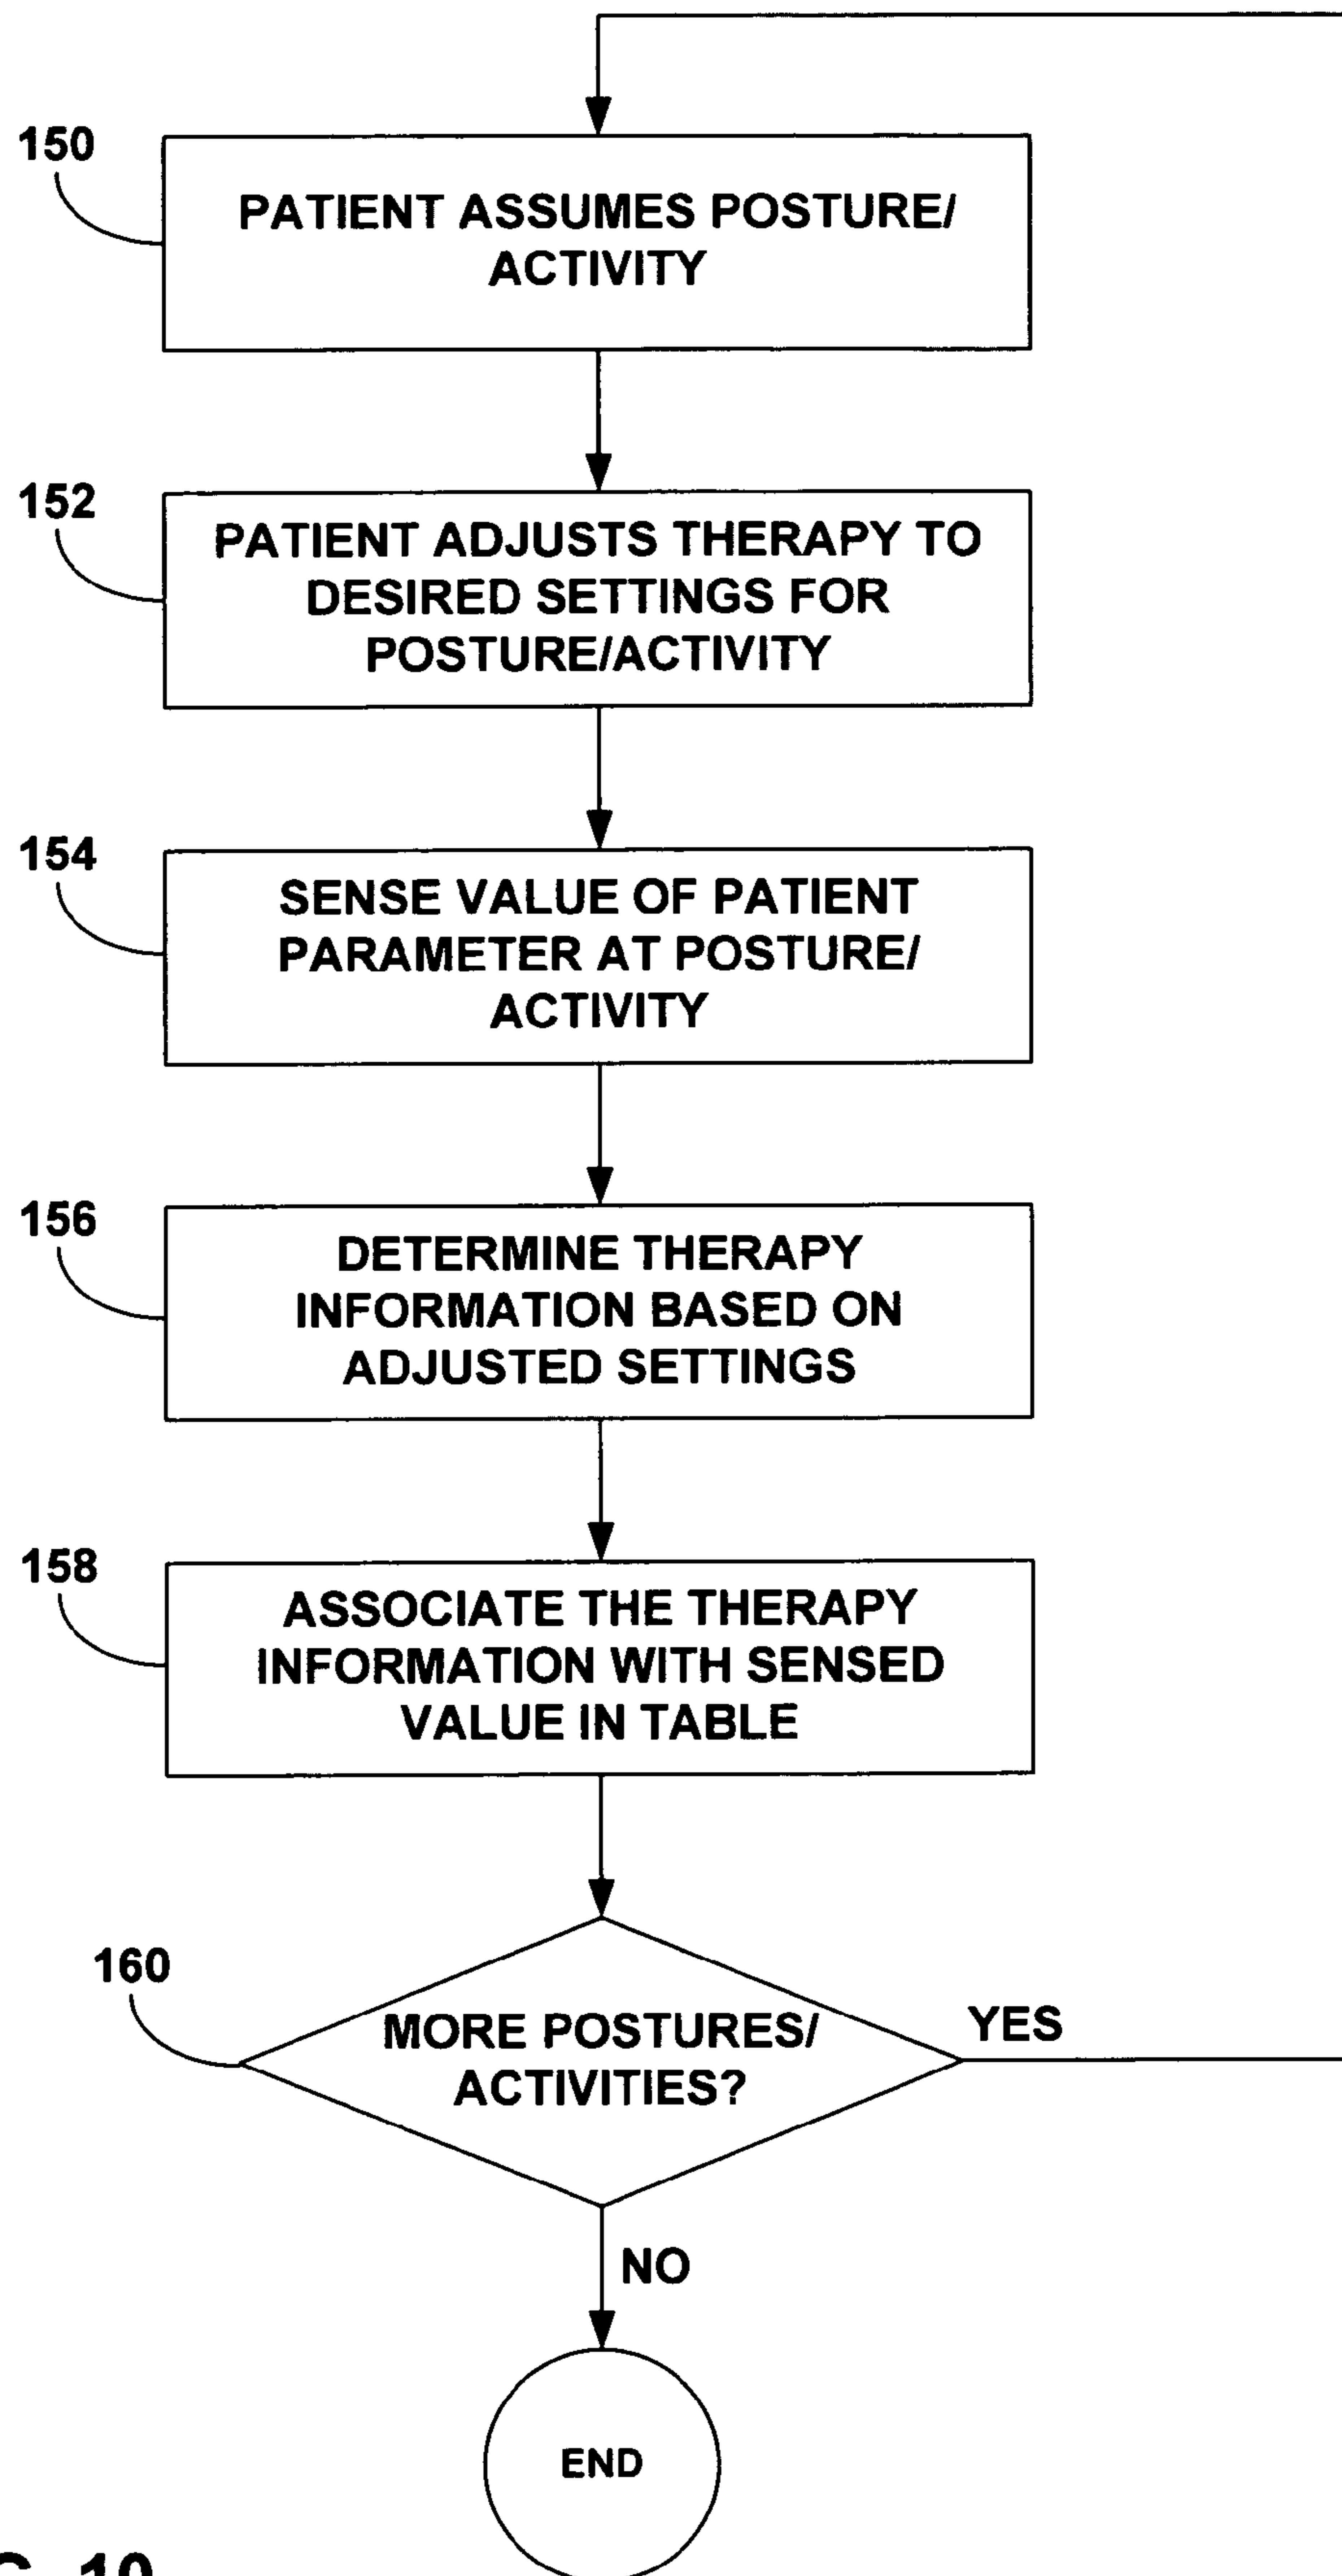 150
PATIENT ASSUMES POSTURE/
ACTIVITY
152
PATIENT ADJUSTS THERAPY TO
DESIRED SETTINGS FOR
POSTURE/ACTIVITY
154
SENSE VALUE OF PATIENT
PARAMETER AT POSTURE/
ACTIVITY
156
DETERMINE THERAPY
INFORMATION BASED ON
ADJUSTED SETTINGS
158
ASSOCIATE THE THERAPY
INFORMATION WITH SENSED
VALUE IN TABLE
160
MORE POSTURES/
ACTIVITIES?
YES
NO
END